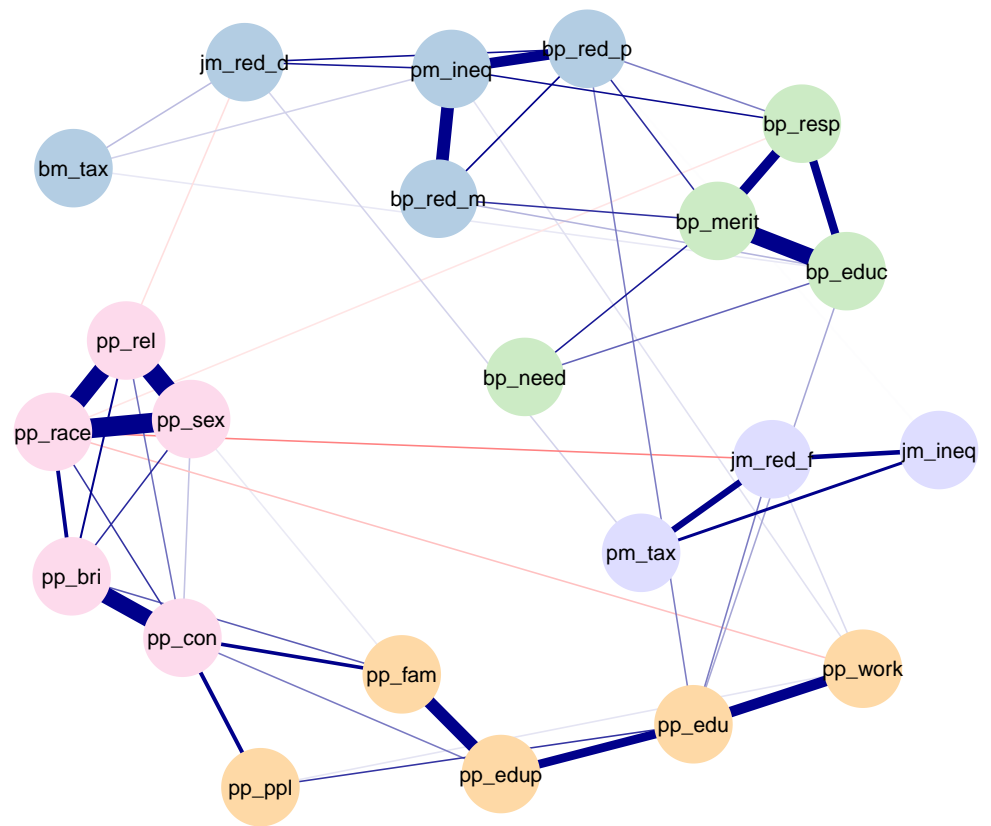 bp_red_p
jm_red_d
pm_ineq
bp_resp
bm_tax
bp_red_m
bp_merit
bp_educ
pp_rel
bp_need
pp_sex
pp_race
jm_ineq
jm_red_f
pm_tax
pp_bri
pp_con
pp_work
pp_fam
pp_edu
pp_edup
pp_ppl